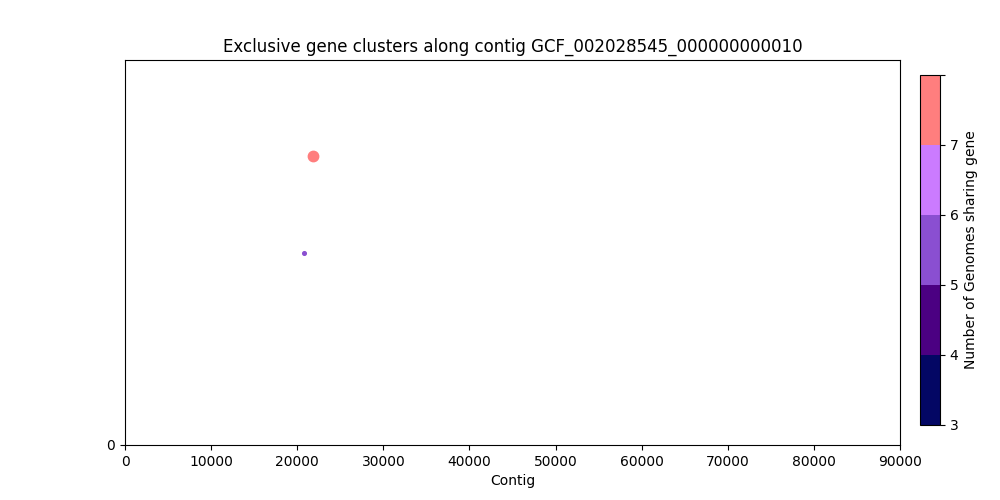 Exclusive gene clusters along contig GCF_002028545_000000000010
7
6
5
4
3
Number of Genomes sharing gene
0
0 10000 20000 30000 40000 50000 60000 70000 80000 90000
Contig